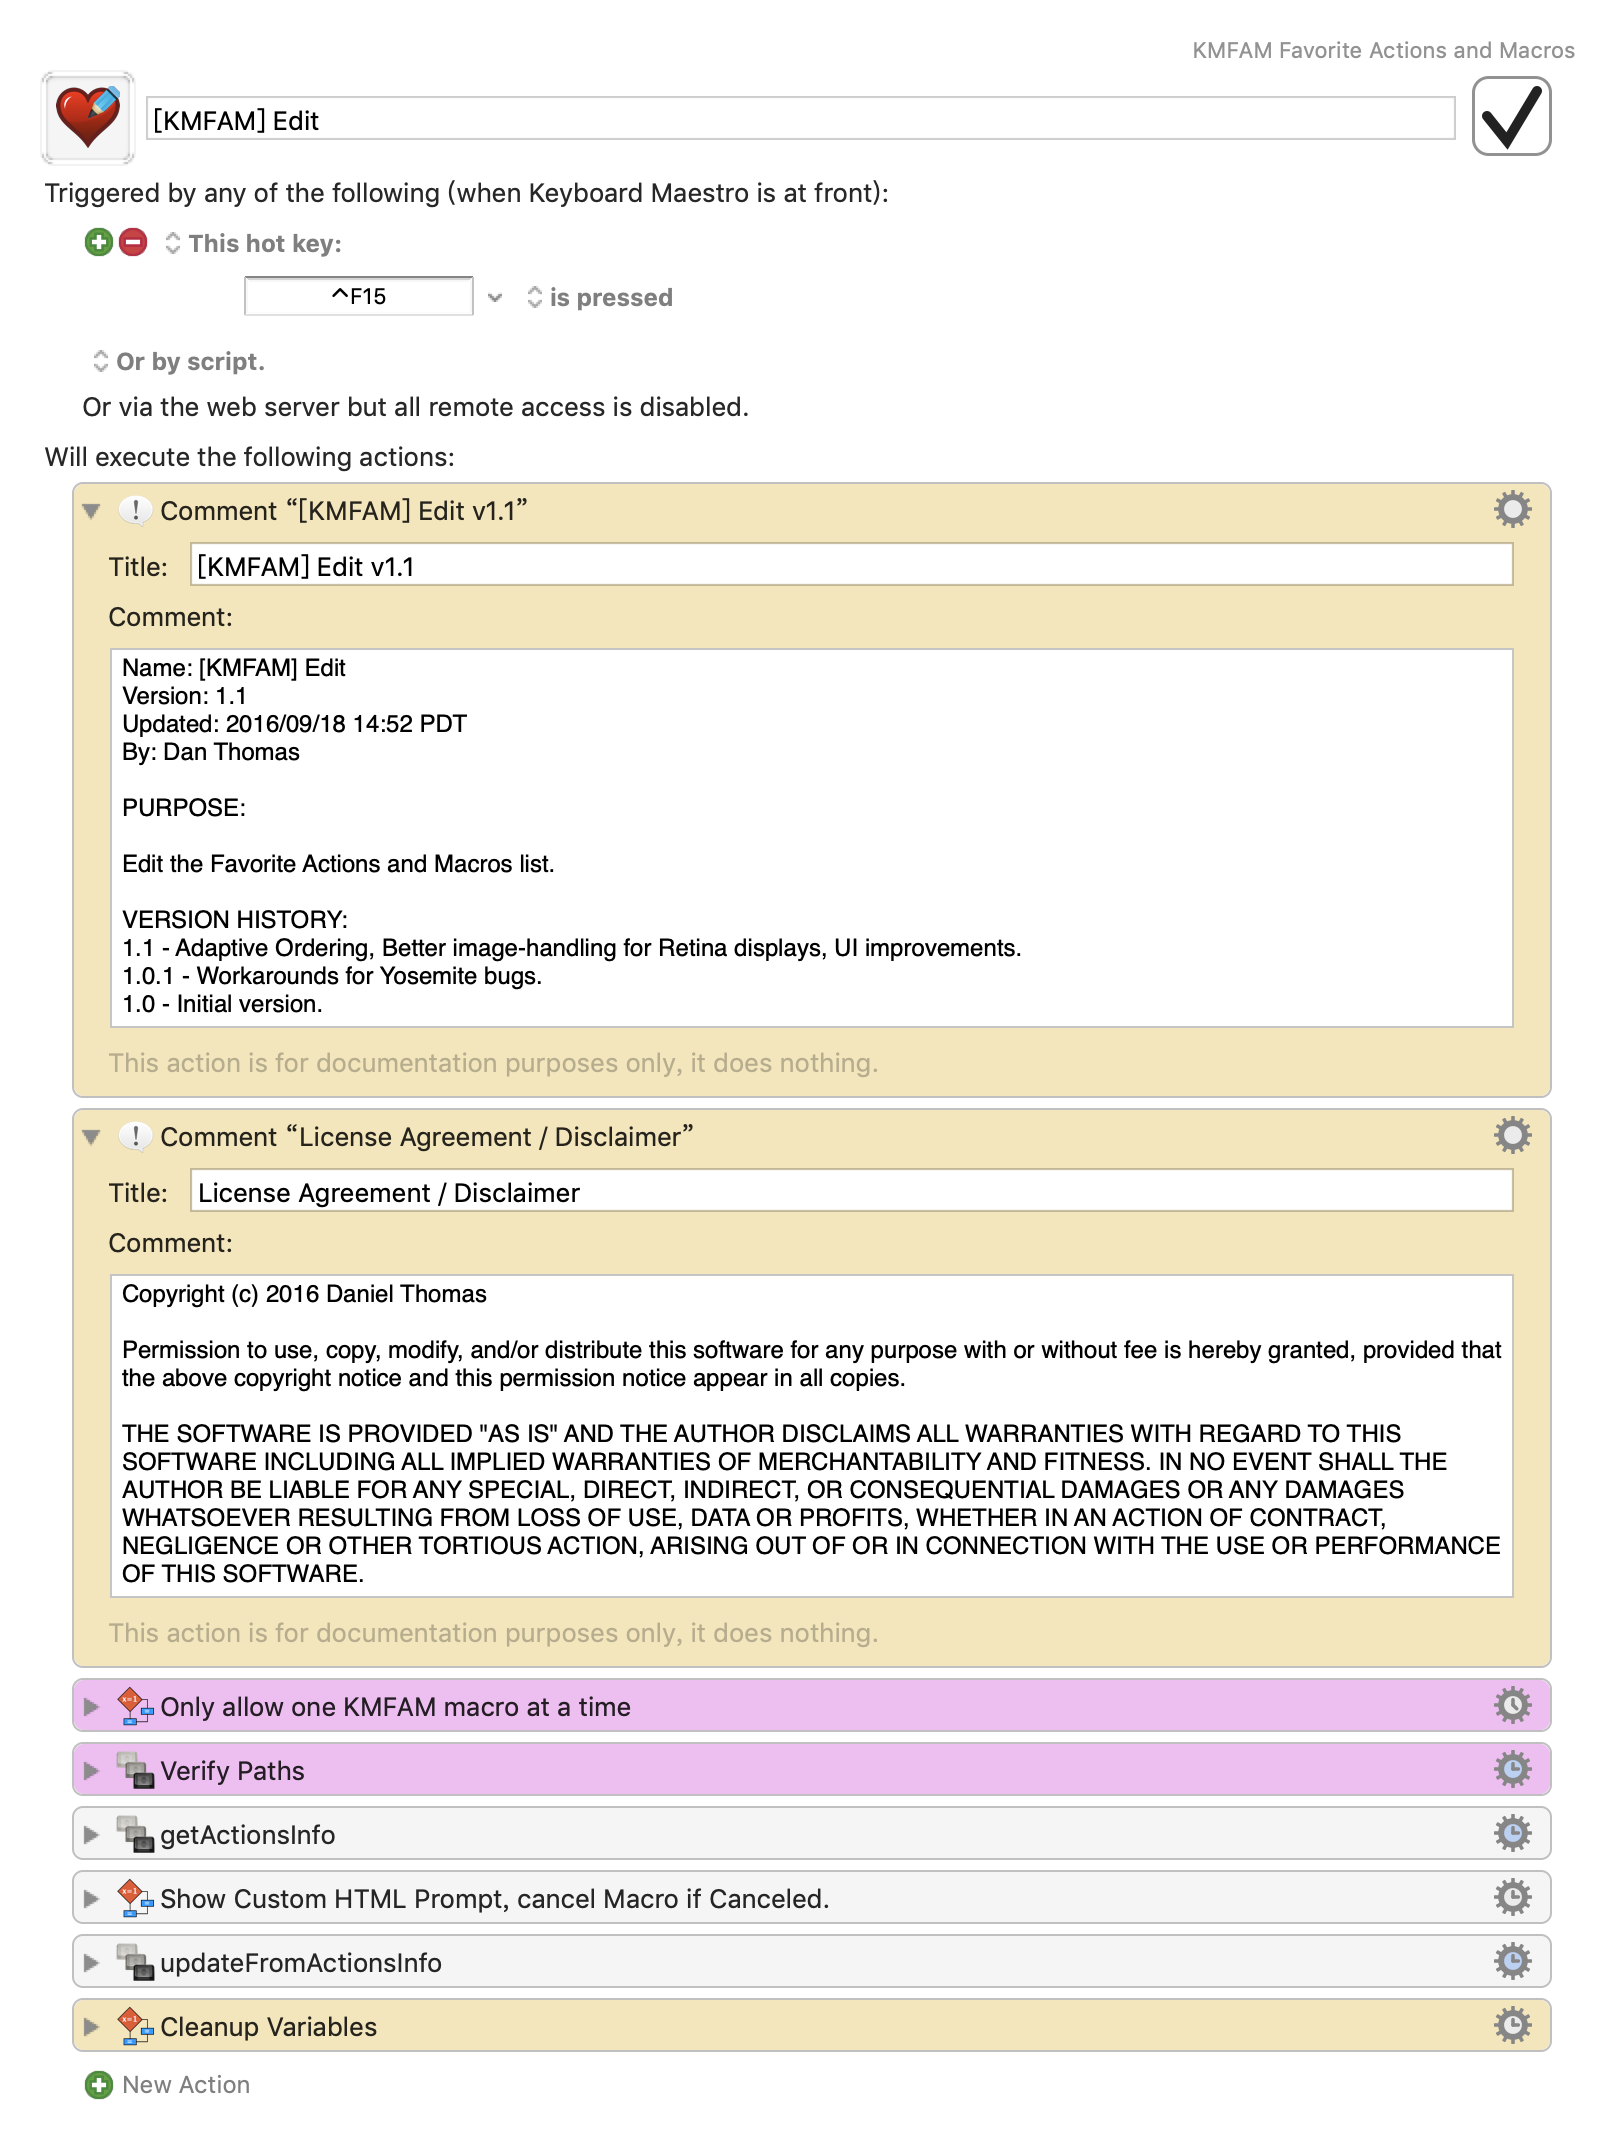 KMFAM Favorite Actions and Macros
[KMFAM] Edit
Triggered by any of the following (when Keyboard Maestro is at front):
This hot key:
^F15
is pressed
Or by script.
Or via the web server but all remote access is disabled.
Will execute the following actions:
Comment “[KMFAM] Edit v1.1”
Title: [KMFAM] Edit v1.1
Comment:
Name: [KMFAM] Edit
Version: 1.1
Updated: 2016/09/18 14:52 PDT
By: Dan Thomas
PURPOSE:
Edit the Favorite Actions and Macros list.
VERSION HISTORY:
1.1 - Adaptive Ordering, Better image-handling for Retina displays, UI improvements.
1.0.1 - Workarounds for Yosemite bugs.
1.0 - Initial version.
This action is for documentation purposes only, it does nothing.
Comment “License Agreement / Disclaimer”
Title: License Agreement / Disclaimer
Comment:
Copyright (c) 2016 Daniel Thomas
Permission to use, copy, modify, and/or distribute this software for any purpose with or without fee is hereby granted, provided that
the above copyright notice and this permission notice appear in all copies.
THE SOFTWARE IS PROVIDED "AS IS" AND THE AUTHOR DISCLAIMS ALL WARRANTIES WITH REGARD TO THIS
SOFTWARE INCLUDING ALL IMPLIED WARRANTIES OF MERCHANTABILITY AND FITNESS. IN NO EVENT SHALL THE
AUTHOR BE LIABLE FOR ANY SPECIAL, DIRECT, INDIRECT, OR CONSEQUENTIAL DAMAGES OR ANY DAMAGES
WHATSOEVER RESULTING FROM LOSS OF USE, DATA OR PROFITS, WHETHER IN AN ACTION OF CONTRACT,
NEGLIGENCE OR OTHER TORTIOUS ACTION, ARISING OUT OF OR IN CONNECTION WITH THE USE OR PERFORMANCE
OF THIS SOFTWARE.
This action is for documentation purposes only, it does nothing.
Only allow one KMFAM macro at a time
Verify Paths
getActionsInfo
Show Custom HTML Prompt, cancel Macro if Canceled.
updateFromActionsInfo
Cleanup Variables
New Action